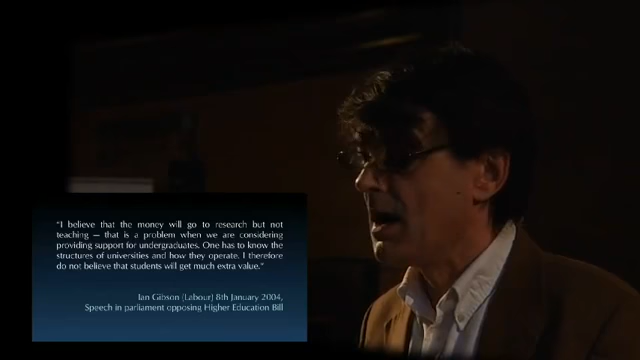 "I believe that the money will go to research but not
teaching — that is a problem when we are considering
providing support for undergraduates. One has to know the
structures of universities and how they operate. I therefore
do not believe that students will get much extra value."
Ian Gibson (Labour) 8th January 2004,
Speech in parliament opposing Higher Education Bill